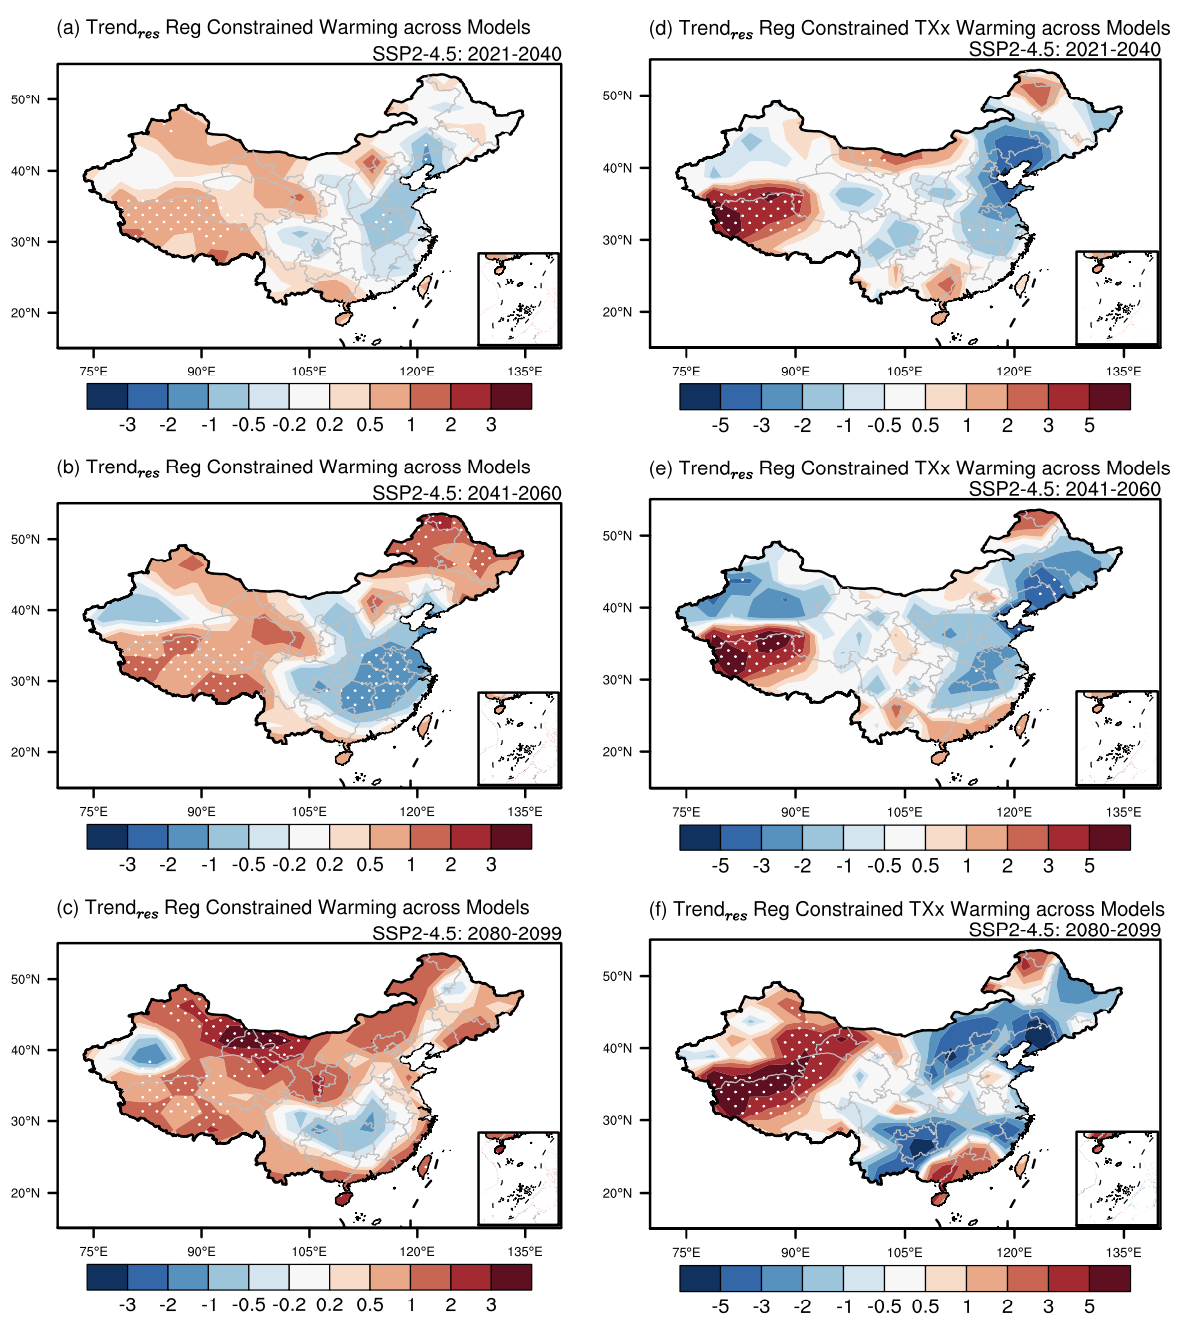 (a) Trendres Reg Constrained Warming across Models
SSP2-4.5: 2021-2040
50°N
40°N
30°N
20°N
75°E 90°E 105°E 120°E 135°E
-3 -2 -1 -0.5 -0.2 0.2 0.5 1 2 3
(d) Trendres Reg Constrained TXx Warming across Models
SSP2-4.5: 2021-2040
50°N
40°N
30°N
20°N
75°E 90°E 105°E 120°E 135°E
-5 -3 -2 -1 -0.5 0.5 1 2 3 5
(b) Trendres Reg Constrained Warming across Models
SSP2-4.5: 2041-2060
50°N
40°N
30°N
20°N
75°E 90°E 105°E 120°E 135°E
-3 -2 -1 -0.5 -0.2 0.2 0.5 1 2 3
(e) Trendres Reg Constrained TXx Warming across Models
SSP2-4.5: 2041-2060
50°N
40°N
30°N
20°N
75°E 90°E 105°E 120°E 135°E
-5 -3 -2 -1 -0.5 0.5 1 2 3 5
(c) Trendres Reg Constrained Warming across Models
SSP2-4.5: 2080-2099
50°N
40°N
30°N
20°N
75°E 90°E 105°E 120°E 135°E
-3 -2 -1 -0.5 -0.2 0.2 0.5 1 2 3
(f) Trendres Reg Constrained TXx Warming across Models
SSP2-4.5: 2080-2099
50°N
40°N
30°N
20°N
75°E 90°E 105°E 120°E 135°E
-5 -3 -2 -1 -0.5 0.5 1 2 3 5